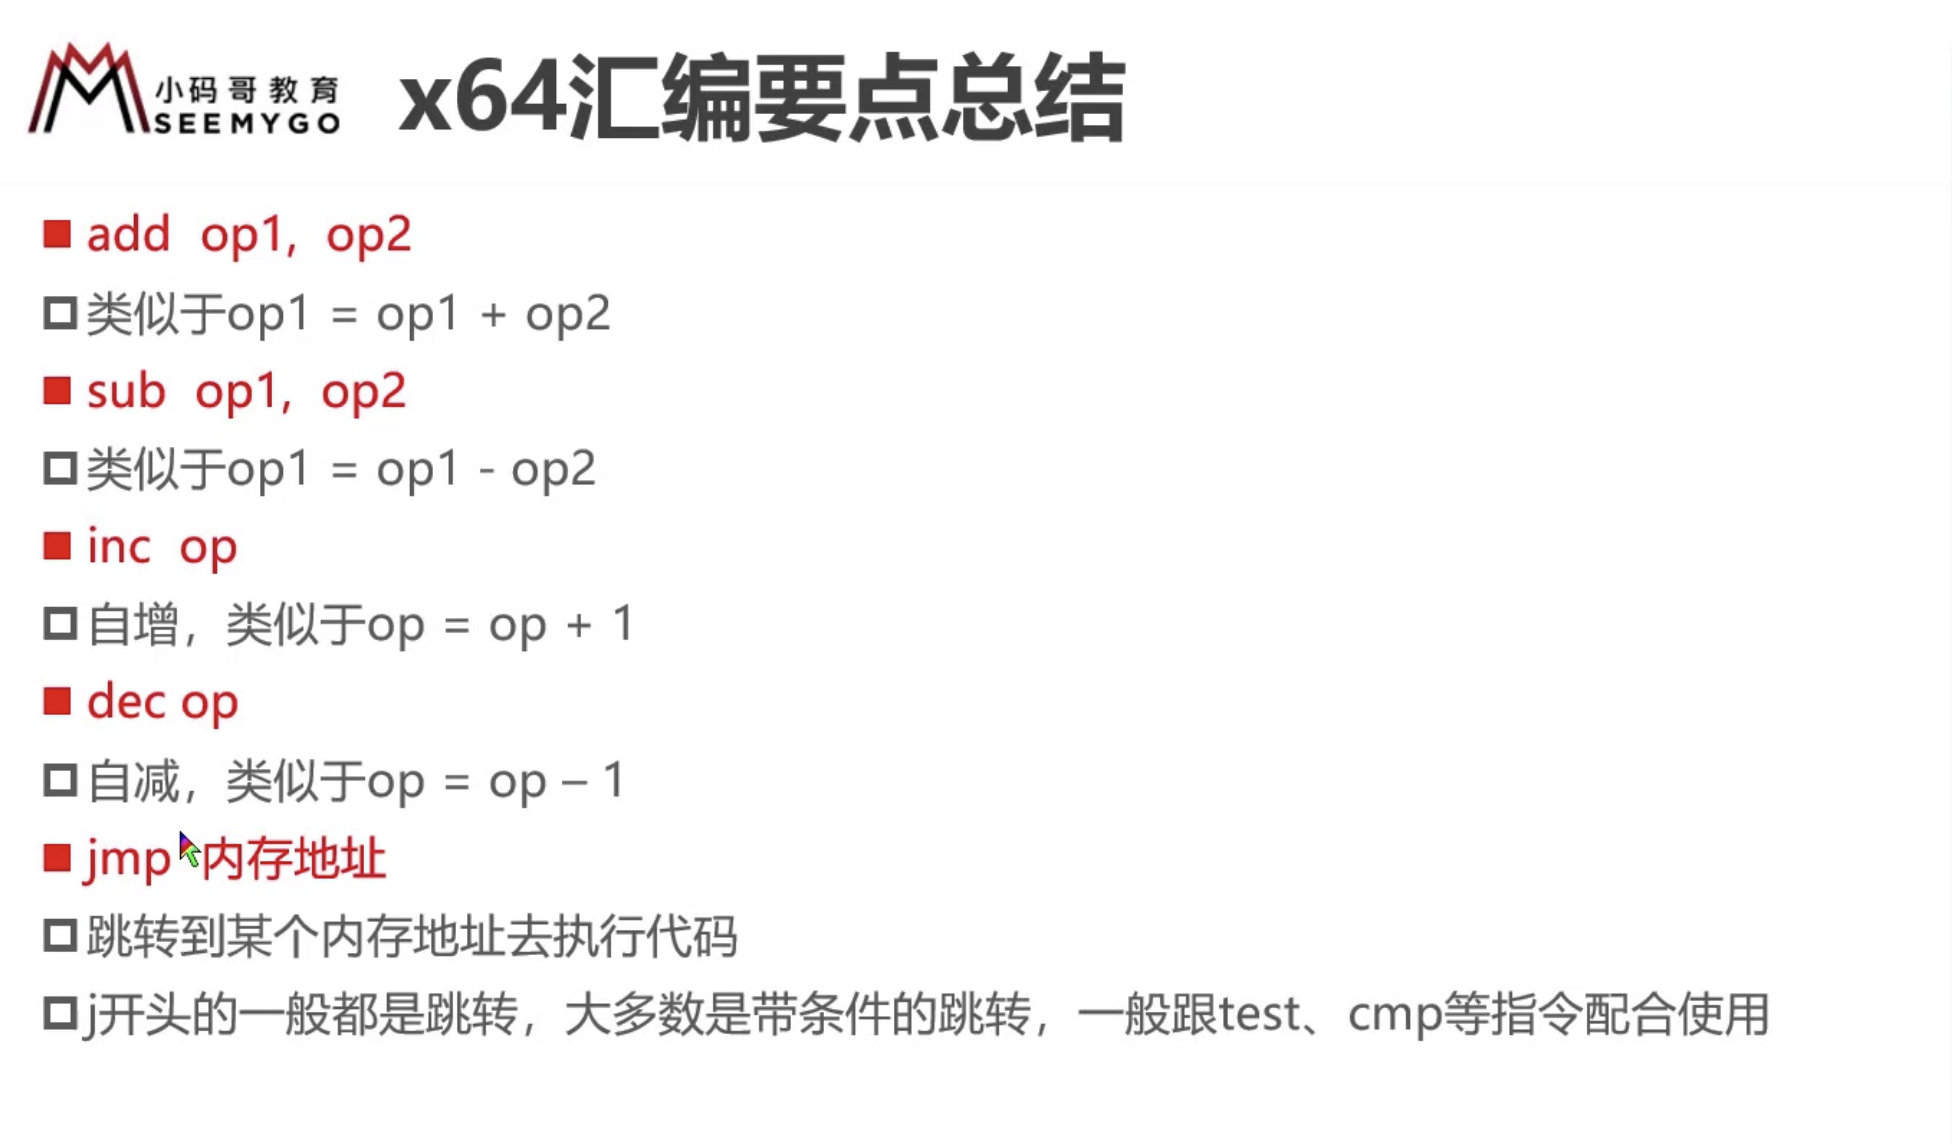 小码哥教育
SEEMYGO
x64汇编要点总结
add op1, op2
类似于op1 = op1 + op2
sub op1, op2
类似于op1 = op1 - op2
inc op
自增，类似于op = op + 1
dec op
自减，类似于op = op – 1
jmp 内存地址
跳转到某个内存地址去执行代码
j开头的一般都是跳转，大多数是带条件的跳转，一般跟test、cmp等指令配合使用